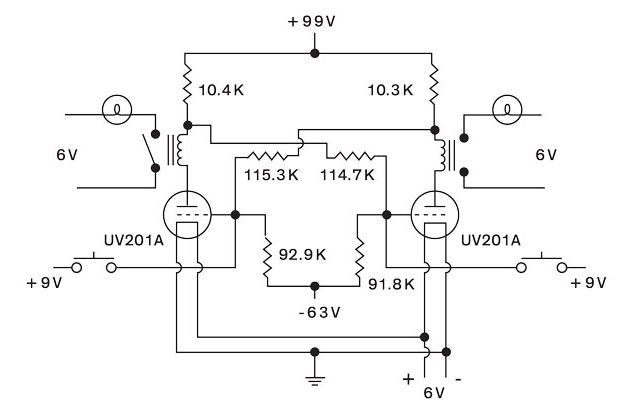 +99V
10.4K
10.3K
6V
6V
115.3K
114.7K
UV201A
UV201A
92.9K
91.8K
+9V
+9V
-63V
+ 6V -